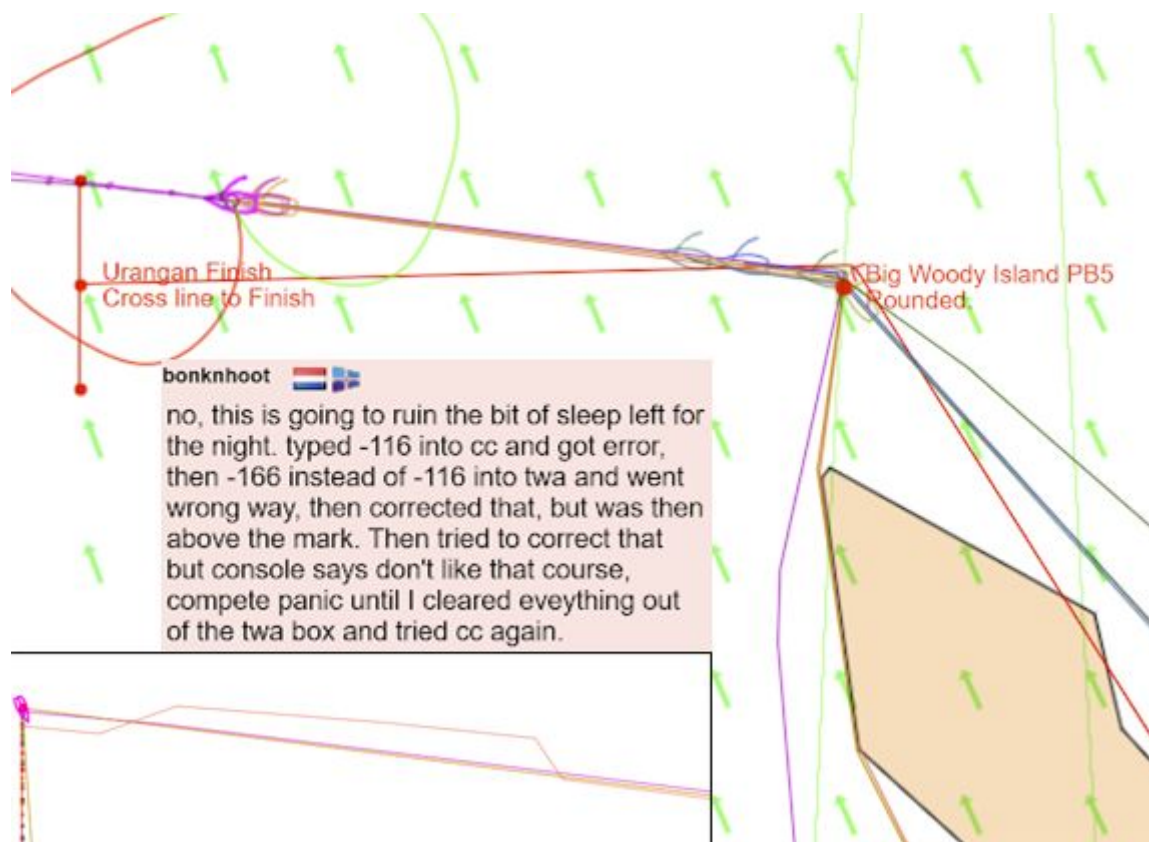 Urangan Finish
Cross line to Finish
Big Woody Island PB5
Rounded.
bonknhoot
no, this is going to ruin the bit of sleep left for
the night. typed -116 into cc and got error,
then -166 instead of -116 into twa and went
wrong way, then corrected that, but was then
above the mark. Then tried to correct that
but console says don't like that course,
compete panic until I cleared eveything out
of the twa box and tried cc again.